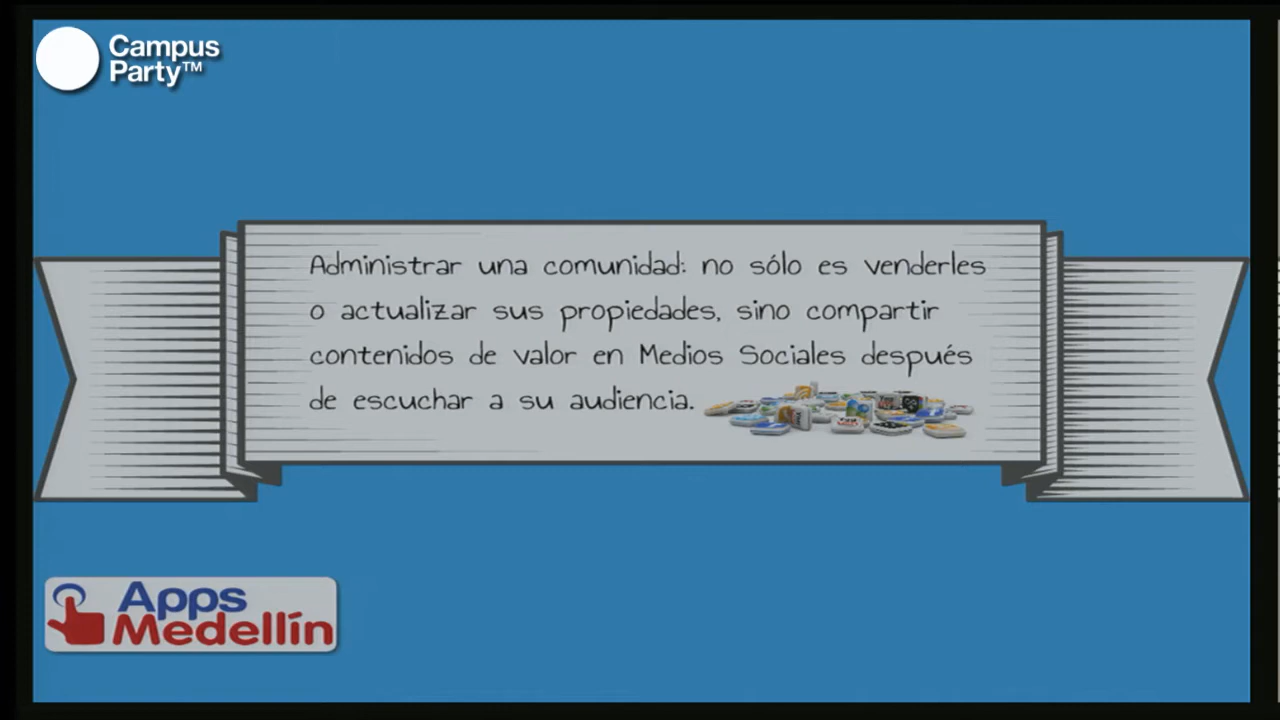 Campus
Party™
Administrar una comunidad: no sólo es venderles
o actualizar sus propiedades, sino compartir
contenidos de valor en Medios Sociales después
de escuchar a su audiencia.
Apps
Medellín